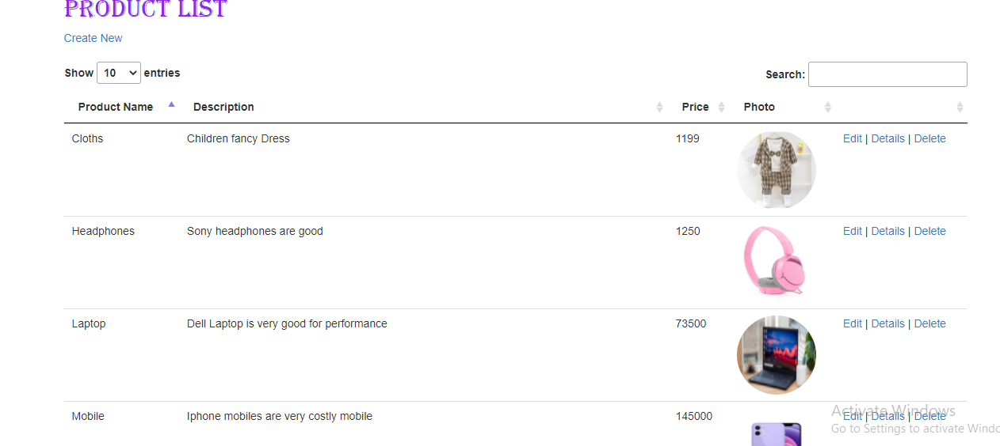 PRODUCT LIST
Create New
Show 10 entries
Search:
Product Name Description Price Photo
Cloths Children fancy Dress 1199 Edit | Details | Delete
Headphones Sony headphones are good 1250 Edit | Details | Delete
Laptop Dell Laptop is very good for performance 73500 Edit | Details | Delete
Mobile Iphone mobiles are very costly mobile 145000 Edit | Details | Delete
Activate Windows
Go to Settings to activate Windo